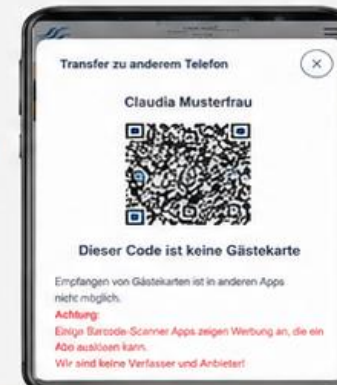 Transfer zu anderem Telefon
Claudia Musterfrau
Dieser Code ist keine Gästekarte
Empfangen von Gästekarten ist in anderen Apps
nicht möglich.
Achtung:
Einige Barcode-Scanner Apps zeigen Werbung an, die ein
Abo auslösen kann.
Wir sind keine Verfasser und Anbieter!